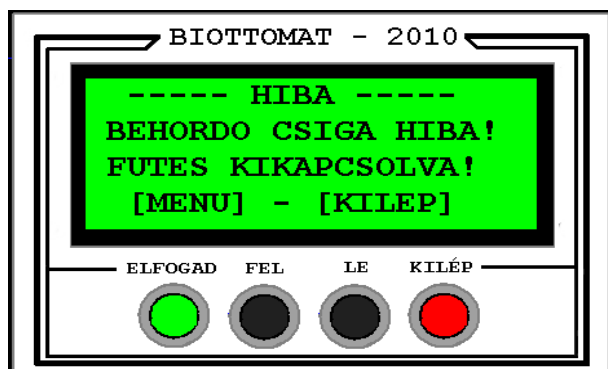 BIOTTOMAT - 2010
----- HIBA -----
BEHORDO CSIGA HIBA!
FUTES KIKAPCSOLVA!
[MENU] - [KILEP]
ELFOGAD FEL LE KILÉP